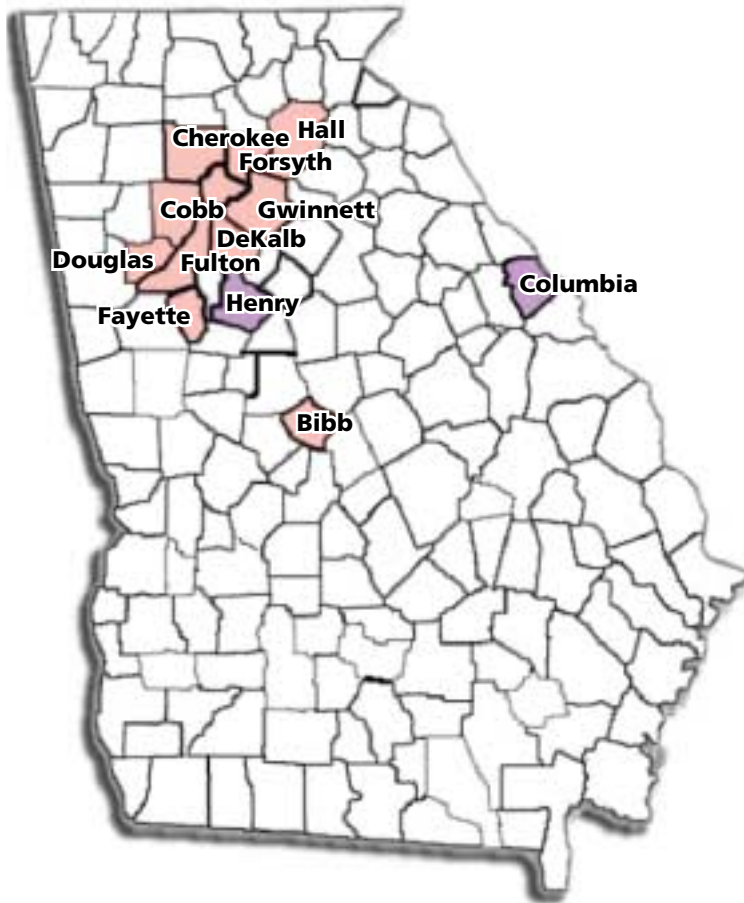 Cherokee
Hall
Forsyth
Cobb
Gwinnett
DeKalb
Douglas
Fulton
Columbia
Fayette
Henry
Bibb